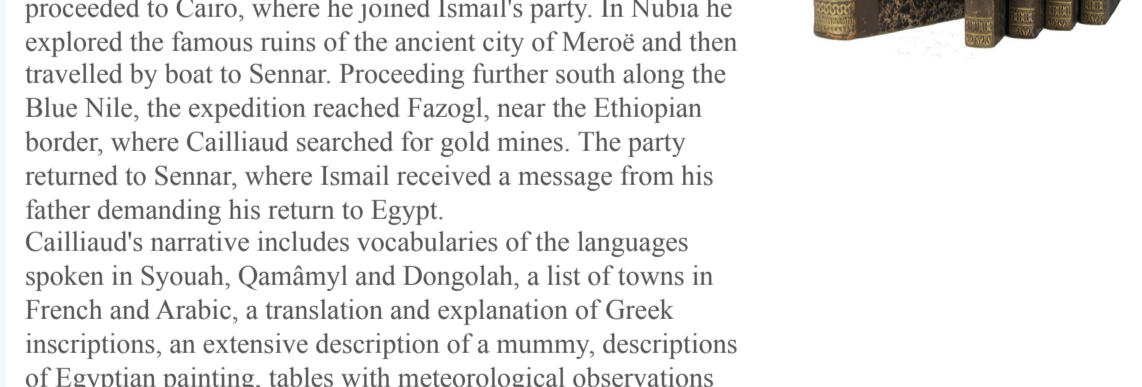 proceeded to Cairo, where he joined Ismail's party. In Nubia he
explored the famous ruins of the ancient city of Meroë and then
travelled by boat to Sennar. Proceeding further south along the
Blue Nile, the expedition reached Fazogl, near the Ethiopian
border, where Cailliaud searched for gold mines. The party
returned to Sennar, where Ismail received a message from his
father demanding his return to Egypt.
Cailliaud's narrative includes vocabularies of the languages
spoken in Syouah, Qamâmyl and Dongolah, a list of towns in
French and Arabic, a translation and explanation of Greek
inscriptions, an extensive description of a mummy, descriptions
of Egyptian painting, tables with meteorological observations